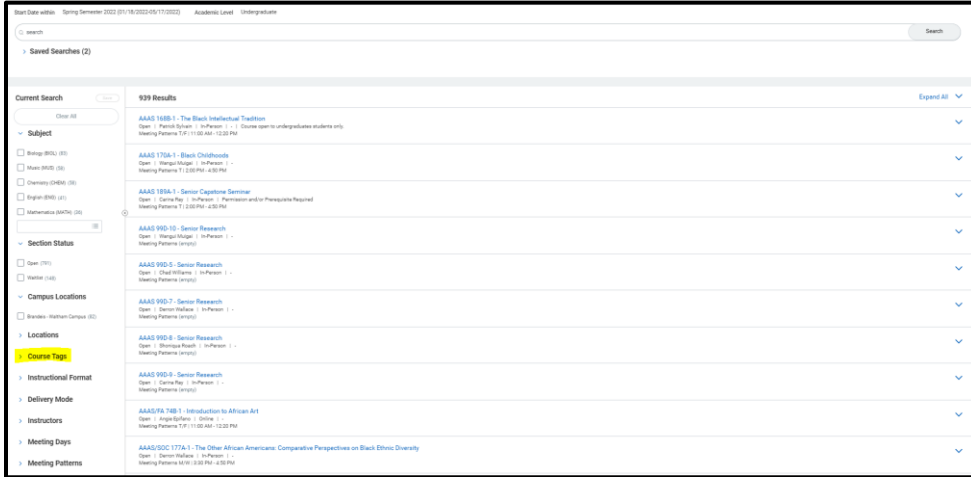 Start Date within Spring Semester 2022 (01/18/2022-05/17/2022) Academic Level Undergraduate
search Search
Saved Searches (2)
Current Search
939 Results Expand All
Clear All
Subject
Biology (BIOL)
Music (MUS)
Chemistry (CHEM)
English (ENG) (41)
Mathematics (MATH)
Section Status
Open (791)
Waitlist (148)
Campus Locations
Brandeis - Waltham Campus (52)
Locations
Course Tags
Instructional Format
Delivery Mode
Instructors
Meeting Days
Meeting Patterns
AAAS 168B-1 - The Black Intellectual Tradition
Open | Patrick Sylvain | In-Person | - | Course open to undergraduates students only.
Meeting Patterns T/F | 11:00 AM - 12:20 PM
AAAS 170A-1 - Black Childhoods
Open | Wangui Muigai | In-Person | -
Meeting Patterns T | 2:00 PM - 4:50 PM
AAAS 189A-1 - Senior Capstone Seminar
Open | Carina Ray | In-Person | Permission and/or Prerequisite Required
Meeting Patterns T | 2:00 PM - 4:50 PM
AAAS 99D-10 - Senior Research
Open | Wangui Muigai | In-Person | -
Meeting Patterns (empty)
AAAS 99D-5 - Senior Research
Open | Chad Williams | In-Person | -
Meeting Patterns (empty)
AAAS 99D-7 - Senior Research
Open | Derron Wallace | In-Person | -
Meeting Patterns (empty)
AAAS 99D-8 - Senior Research
Open | Shoniqua Roach | In-Person | -
Meeting Patterns (empty)
AAAS 99D-9 - Senior Research
Open | Carina Ray | In-Person | -
Meeting Patterns (empty)
AAAS/FA 74B-1 - Introduction to African Art
Open | Angie Epifano | Online | -
Meeting Patterns T/F | 11:00 AM - 12:20 PM
AAAS/SOC 177A-1 - The Other African Americans: Comparative Perspectives on Black Ethnic Diversity
Open | Derron Wallace | In-Person | -
Meeting Patterns M/W | 3:30 PM - 4:50 PM